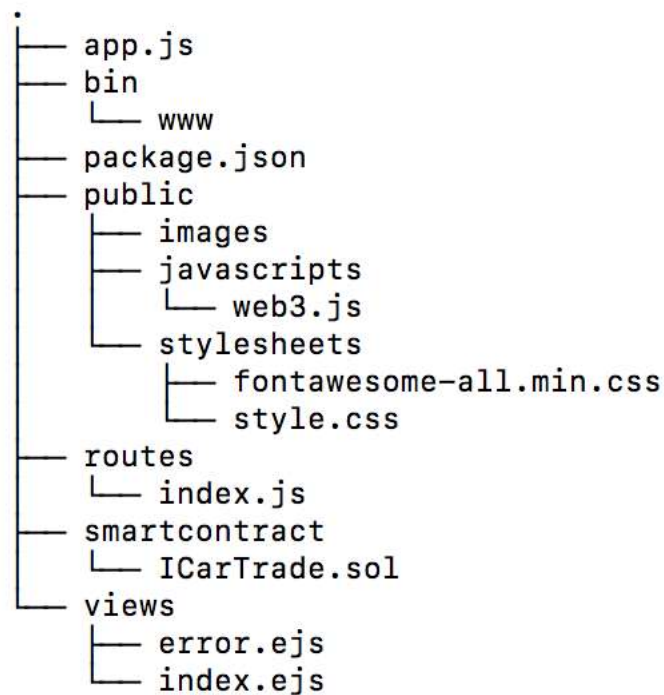 .
├── app.js
├── bin
│   └── www
├── package.json
├── public
│   ├── images
│   ├── javascripts
│   │   └── web3.js
│   └── stylesheets
│       ├── fontawesome-all.min.css
│       └── style.css
├── routes
│   └── index.js
├── smartcontract
│   └── ICarTrade.sol
└── views
    ├── error.ejs
    └── index.ejs